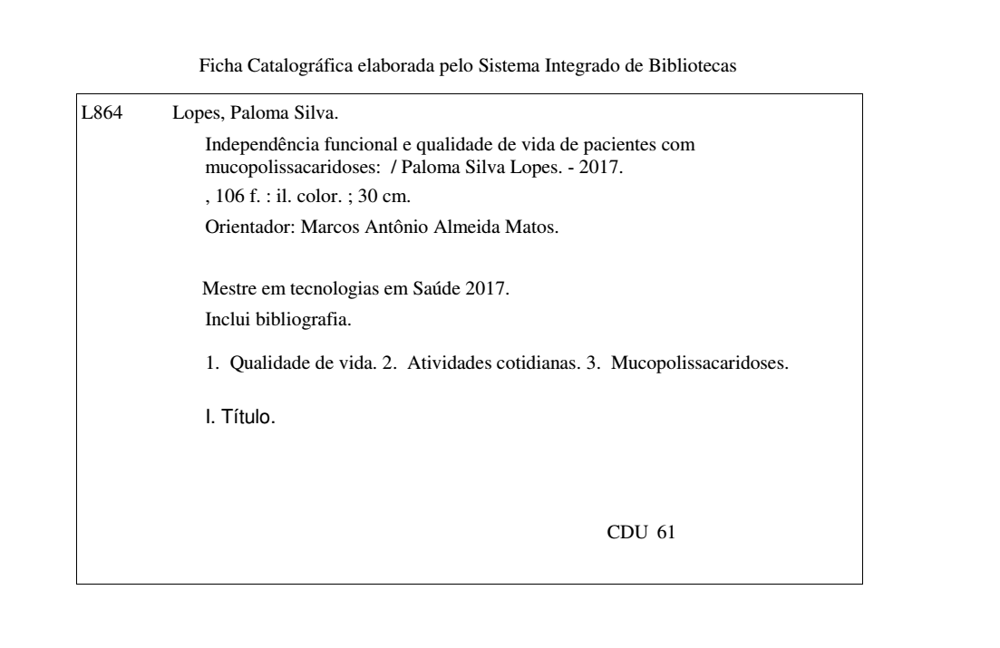 Ficha Catalográfica elaborada pelo Sistema Integrado de Bibliotecas
L864 Lopes, Paloma Silva.
Independência funcional e qualidade de vida de pacientes com
mucopolissacaridoses: / Paloma Silva Lopes. - 2017.
, 106 f. : il. color. ; 30 cm.
Orientador: Marcos Antônio Almeida Matos.
Mestre em tecnologias em Saúde 2017.
Inclui bibliografia.
1. Qualidade de vida. 2. Atividades cotidianas. 3. Mucopolissacaridoses.
I. Título.
CDU 61